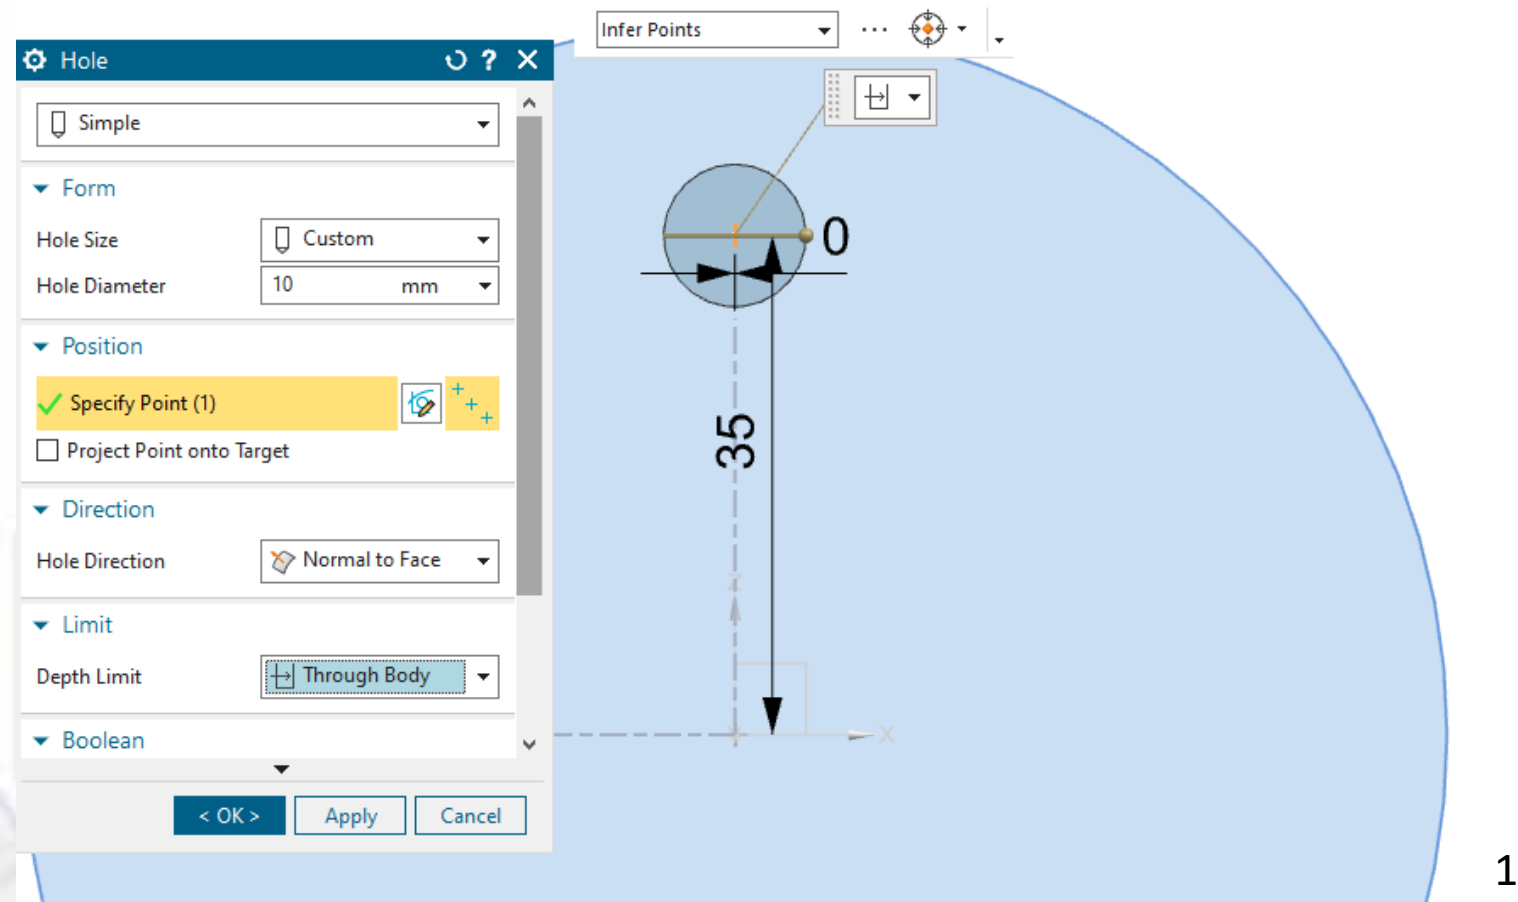 Infer Points
Hole
Simple
Form
Hole Size Custom
Hole Diameter 10 mm
Position
Specify Point (1)
Project Point onto Target
Direction
Hole Direction Normal to Face
Limit
Depth Limit Through Body
Boolean
< OK > Apply Cancel
0
35
Z
X
1